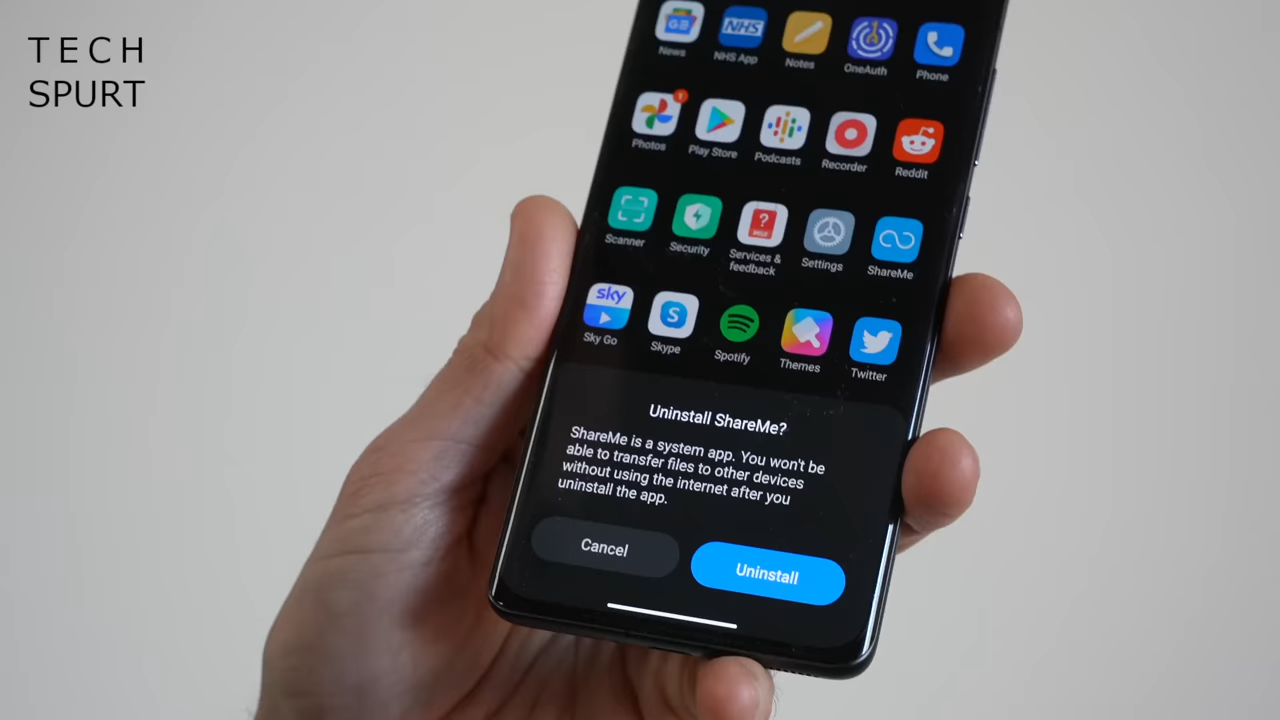 TECH
SPURT
GE
NHS
News
NHS App
Notes
OneAuth
Phone
1
Photos
Play Store
Podcasts
Recorder
Reddit
?
Scanner
Security
Services &
feedback
Settings
ShareMe
sky
S
Sky Go
Skype
Spotify
Themes
Twitter
Uninstall ShareMe?
ShareMe is a system app. You won't be
able to transfer files to other devices
without using the internet after you
uninstall the app.
Cancel
Uninstall